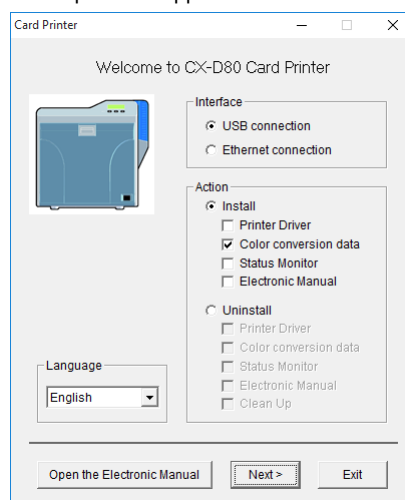 Card Printer
Welcome to CX-D80 Card Printer
Interface
USB connection
Ethernet connection
Action
Install
Printer Driver
Color conversion data
Status Monitor
Electronic Manual
Uninstall
Printer Driver
Color conversion data
Status Monitor
Electronic Manual
Clean Up
Language
English
Open the Electronic Manual
Next >
Exit